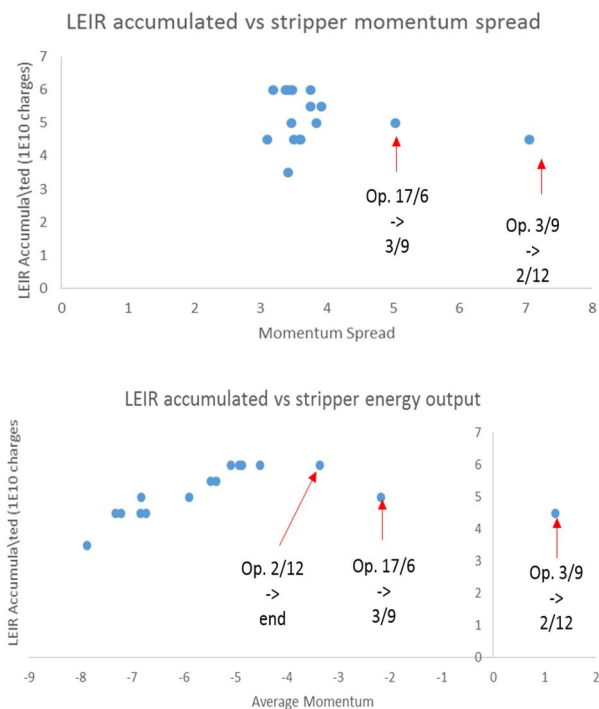 LEIR accumulated vs stripper momentum spread
LEIR Accumula\ted (1E10 charges)
7
6
5
4
3
2
1
0
Op. 17/6
->
3/9
Op. 3/9
->
2/12
0 1 2 3 4 5 6 7 8
Momentum Spread
LEIR accumulated vs stripper energy output
LEIR Accumula\ted (1E10 charges
7
6
5
4
3
2
1
0
Op. 2/12
->
end
Op. 17/6
->
3/9
Op. 3/9
->
2/12
-9 -8 -7 -6 -5 -4 -3 -2 -1 0 1 2
Average Momentum